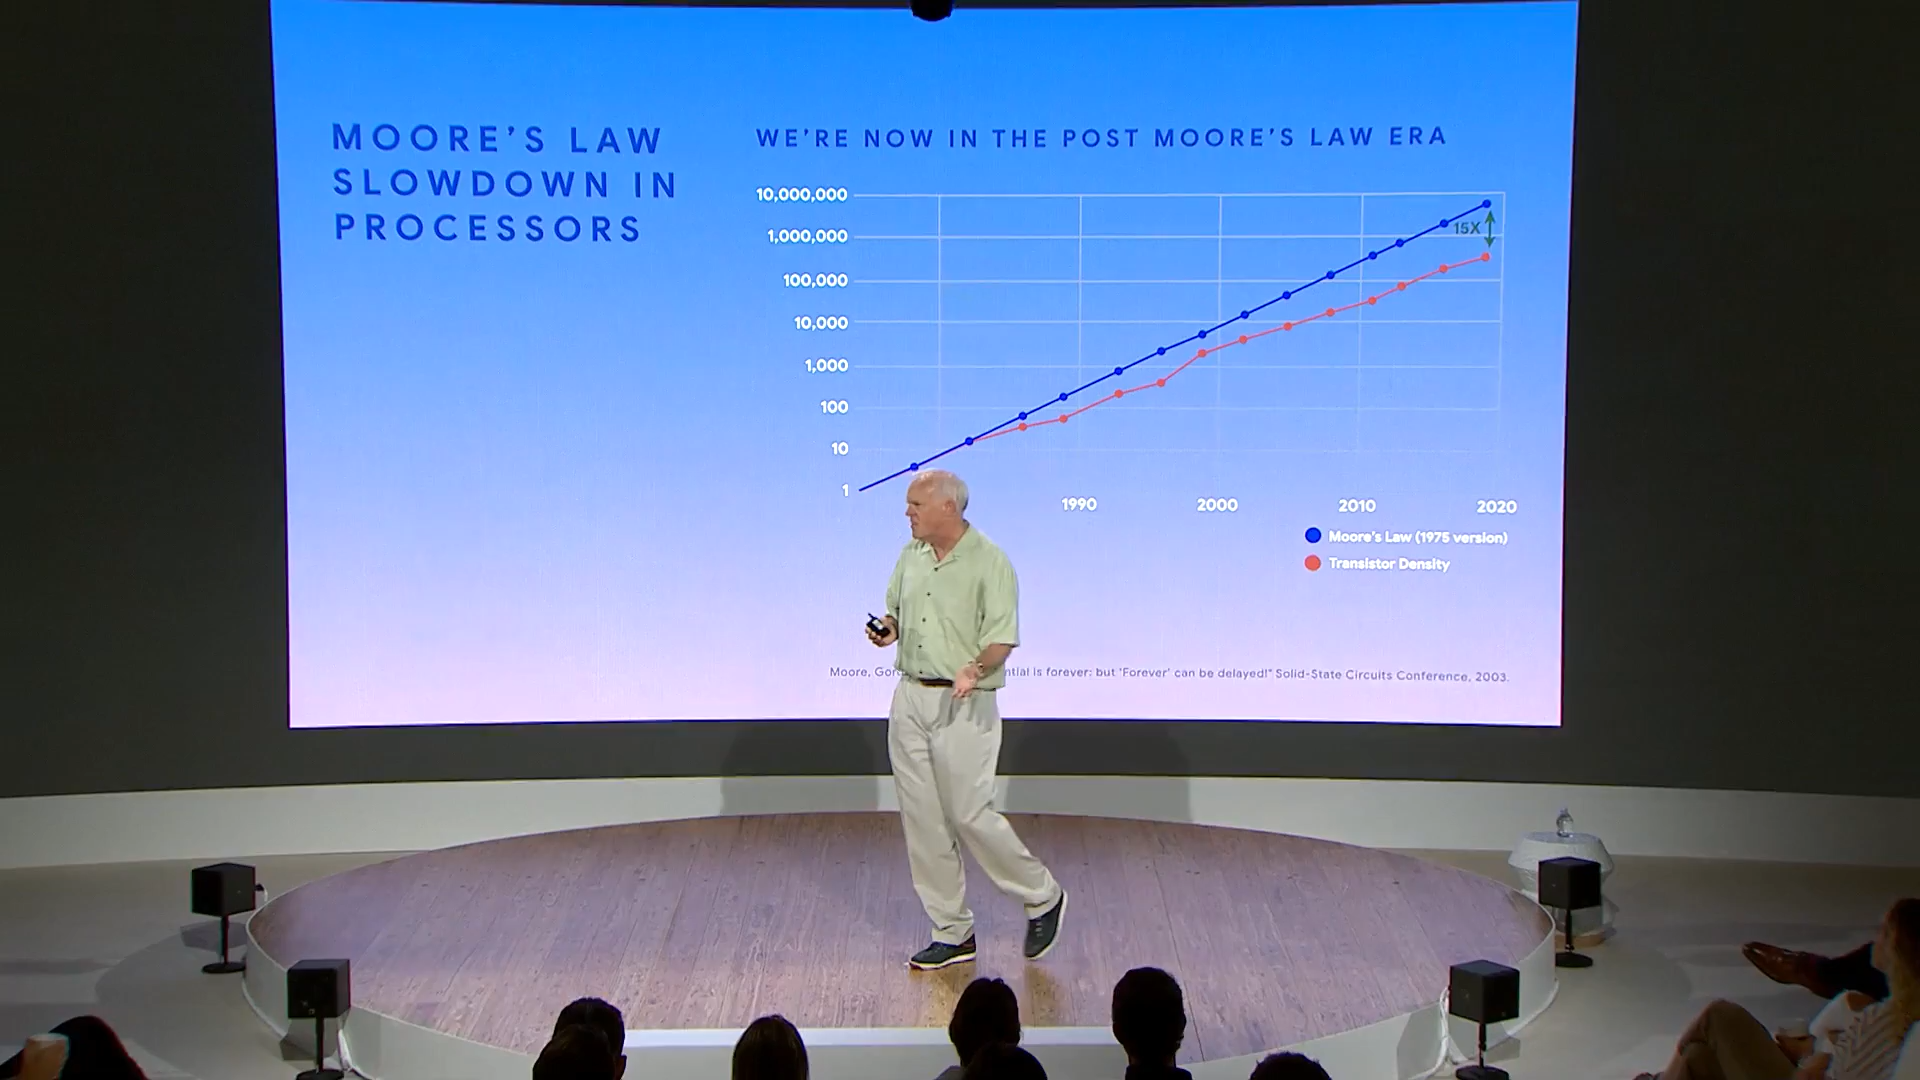 MOORE'S LAW
SLOWDOWN IN
PROCESSORS
WE'RE NOW IN THE POST MOORE'S LAW ERA
10,000,000
1,000,000
100,000
10,000
1,000
100
10
1
15X
1990
2000
2010
2020
Moore's Law (1975 version)
Transistor Density
Moore, is forever: but 'Forever' can be delayed!" Solid-State Circuits Conference, 2003.